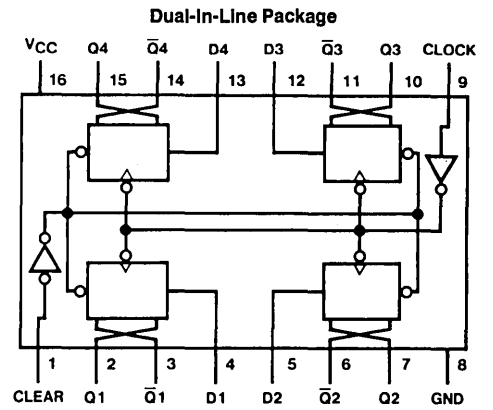 Dual-In-Line Package
VCC Q4 Q̅4 D4 D3 Q̅3 Q3 CLOCK
16 15 14 13 12 11 10 9
1 2 3 4 5 6 7 8
CLEAR Q1 Q̅1 D1 D2 Q̅2 Q2 GND